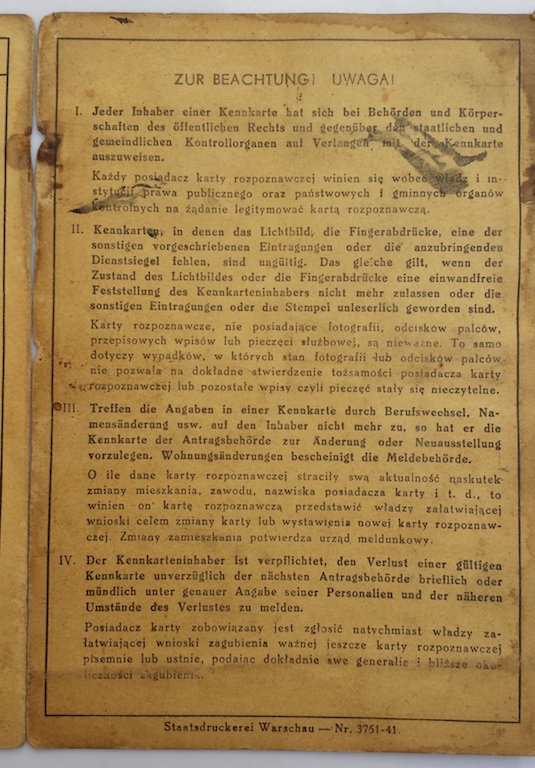 ZUR BEACHTUNG! UWAGA!
I. Jeder Inhaber einer Kennkarte hat sich bei Behörden und Körper-
schaften des öffentlichen Rechts und gegenüber den staatlichen und
gemeindlichen Kontrollorganen auf Verlangen mit der Kennkarte
auszuweisen.
Każdy posiadacz karty rozpoznawczej winien się wobec władz i in-
stytucji prawa publicznego oraz państwowych i gminnych organów
kontrolnych na żądanie legitymować kartą rozpoznawczą.
II. Kennkarten, in denen das Lichtbild, die Fingerabdrücke, eine der
sonstigen vorgeschriebenen Eintragungen oder die anzubringenden
Dienstsiegel fehlen, sind ungültig. Das gleiche gilt, wenn der
Zustand des Lichtbildes oder die Fingerabdrücke eine einwandfreie
Feststellung des Kennkarteninhabers nicht mehr zulassen oder die
sonstigen Eintragungen oder die Stempel unleserlich geworden sind.
Karty rozpoznawcze, nie posiadające fotografii, odcisków palców,
przepisowych wpisów lub pieczęci służbowej, są nieważne. To samo
dotyczy wypadków, w których stan fotografii lub odcisków palców
nie pozwala na dokładne stwierdzenie tożsamości posiadacza karty
rozpoznawczej lub pozostałe wpisy czyli pieczęć stały się nieczytelne.
III. Treffen die Angaben in einer Kennkarte durch Berufswechsel, Na-
mensänderung usw. auf den Inhaber nicht mehr zu, so hat er die
Kennkarte der Antragsbehörde zur Änderung oder Neuausstellung
vorzulegen. Wohnungsänderungen bescheinigt die Meldebehörde.
O ile dane karty rozpoznawczej straciły swą aktualność naskutek
zmiany mieszkania, zawodu, nazwiska posiadacza karty i t. d., to
winien on kartę rozpoznawczą przedstawić władzy załatwiającej
wnioski celem zmiany karty lub wystawienia nowej karty rozpoznaw-
czej. Zmiany zamieszkania potwierdza urząd meldunkowy.
IV. Der Kennkarteninhaber ist verpflichtet, den Verlust einer gültigen
Kennkarte unverzüglich der nächsten Antragsbehörde brieflich oder
mündlich unter genauer Angabe seiner Personalien und der näheren
Umstände des Verlustes zu melden.
Posiadacz karty zobowiązany jest zgłosić natychmiast władzy za-
łatwiającej wnioski zagubienia ważnej jeszcze karty rozpoznawczej
pisemnie lub ustnie, podając dokładnie swe generalie i bliższe oko-
liczności zagubienia.
Staatsdruckerei Warschau — Nr. 3751-41.